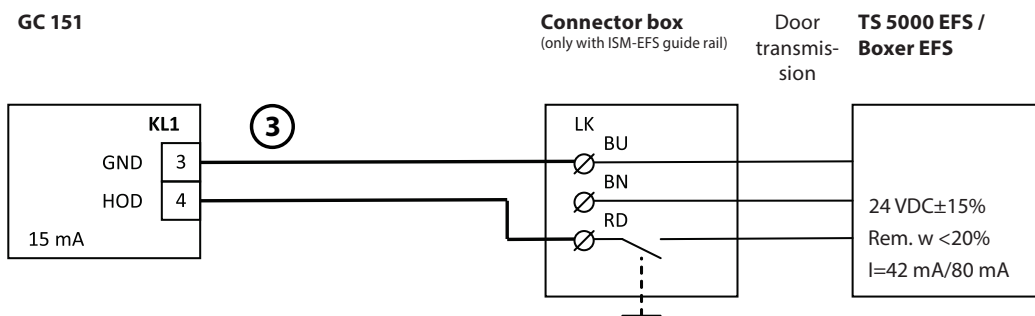 GC 151
Connector box
(only with ISM-EFS guide rail)
Door
transmis-
sion
TS 5000 EFS /
Boxer EFS
KL1
3
GND 3
HOD 4
15 mA
LK
BU
BN
RD
24 VDC±15%
Rem. w <20%
I=42 mA/80 mA